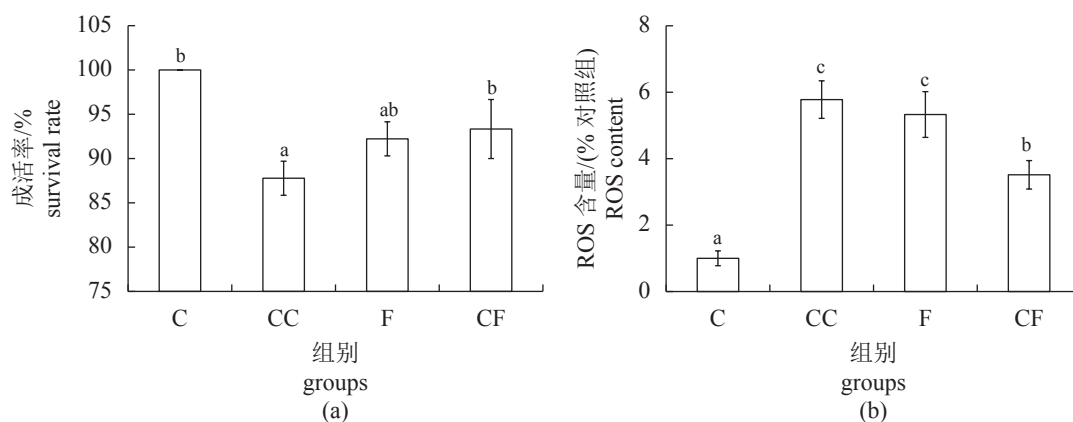 成活率/%
survival rate
105
100
95
90
85
80
75
b
a
ab
b
C
CC
F
CF
组别
groups
(a)
ROS 含量/(% 对照组)
ROS content
8
6
4
2
0
a
c
c
b
C
CC
F
CF
组别
groups
(b)